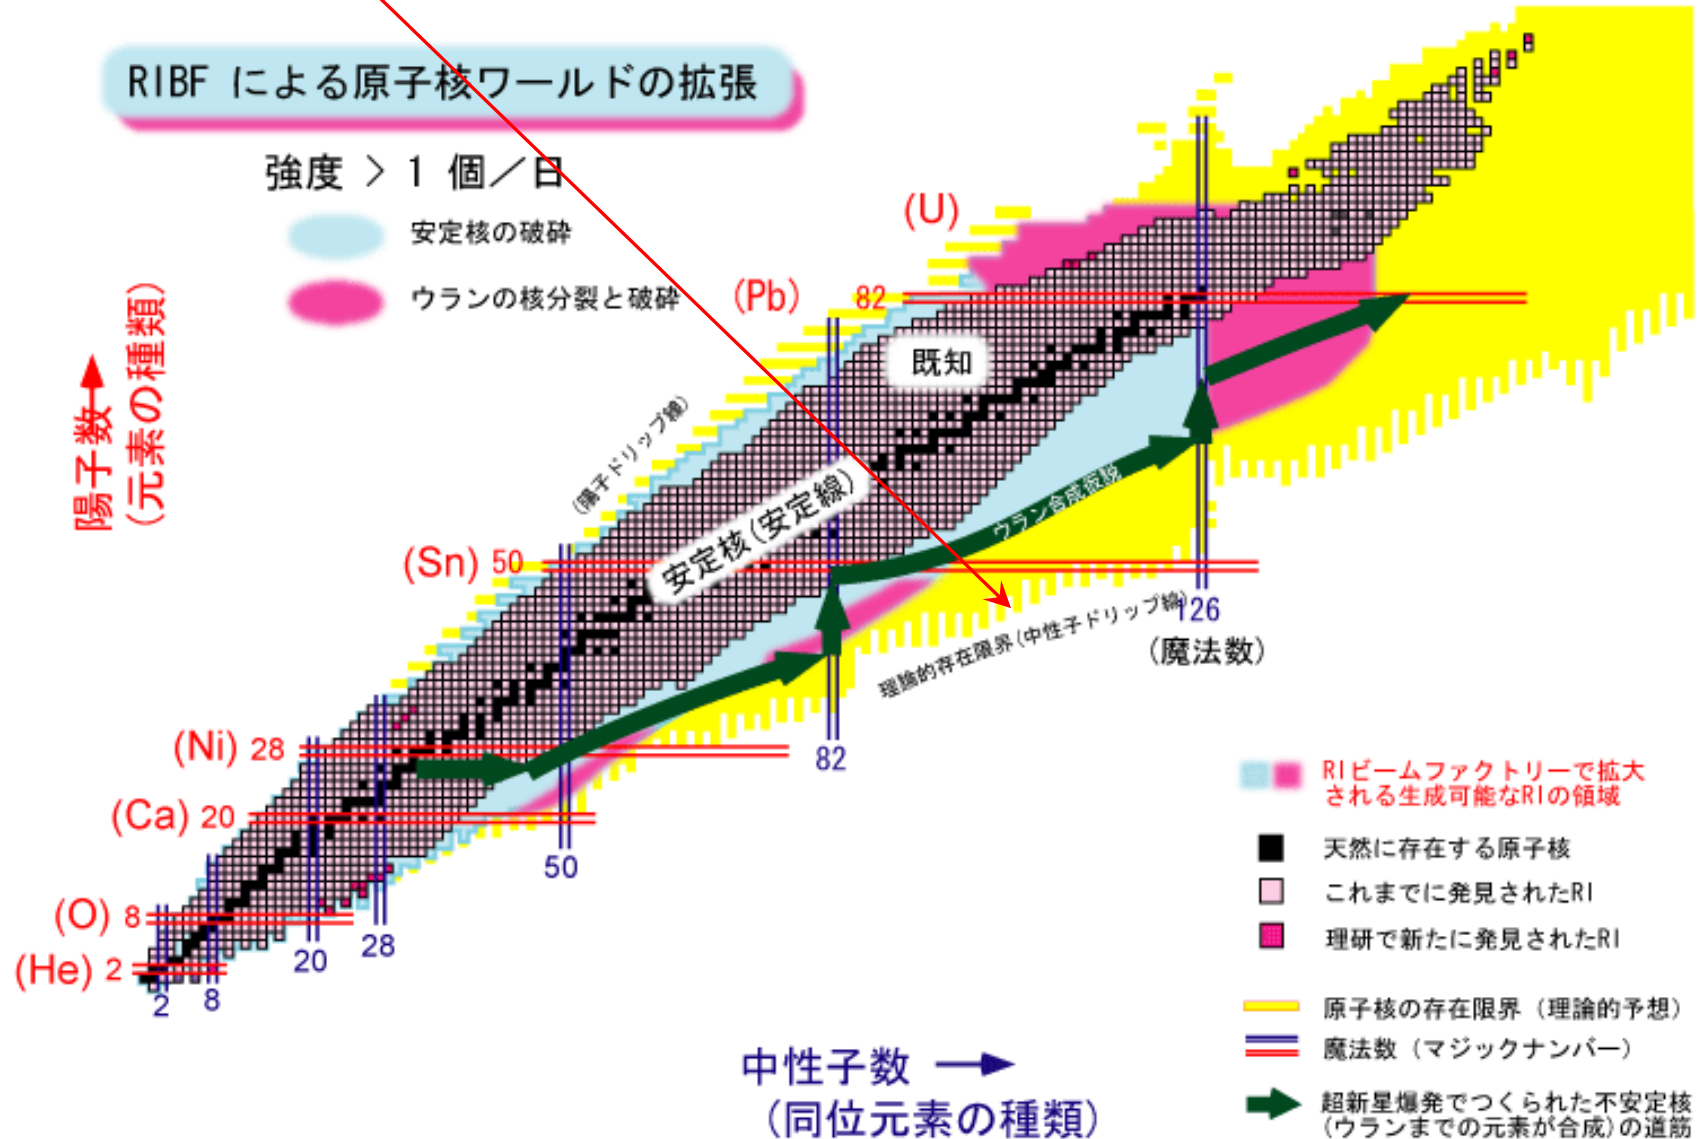 RIBF による原子核ワールドの拡張
強度 > 1 個/日
安定核の破砕
ウランの核分裂と破砕
(U)
(Pb) 82
既知
陽子数→
(元素の種類)
(陽子ドリップ線)
安定核(安定線)
ウラン合成仮説
(Sn) 50
126
(魔法数)
理論的存在限界(中性子ドリップ線)
82
(Ni) 28
(Ca) 20
50
(O) 8
28
20
(He) 2
2
8
RIビームファクトリーで拡大
される生成可能なRIの領域
天然に存在する原子核
これまでに発見されたRI
理研で新たに発見されたRI
原子核の存在限界(理論的予想)
魔法数(マジックナンバー)
超新星爆発でつくられた不安定核
(ウランまでの元素が合成)の道筋
中性子数 →
(同位元素の種類)